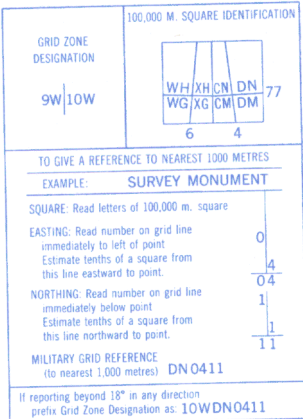 100,000 M. SQUARE IDENTIFICATION
GRID ZONE
DESIGNATION
9W 10W
WH XH CN DN
77
WG XG CM DM
6 4
TO GIVE A REFERENCE TO NEAREST 1000 METRES
EXAMPLE: SURVEY MONUMENT
SQUARE: Read letters of 100,000 m. square
EASTING: Read number on grid line
immediately to left of point 0
Estimate tenths of a square from
this line eastward to point. 4
04
NORTHING: Read number on grid line 1
immediately below point
Estimate tenths of a square from
this line northward to point. 1
11
MILITARY GRID REFERENCE
(to nearest 1,000 metres) DN0411
If reporting beyond 18° in any direction
prefix Grid Zone Designation as: 10WDN0411